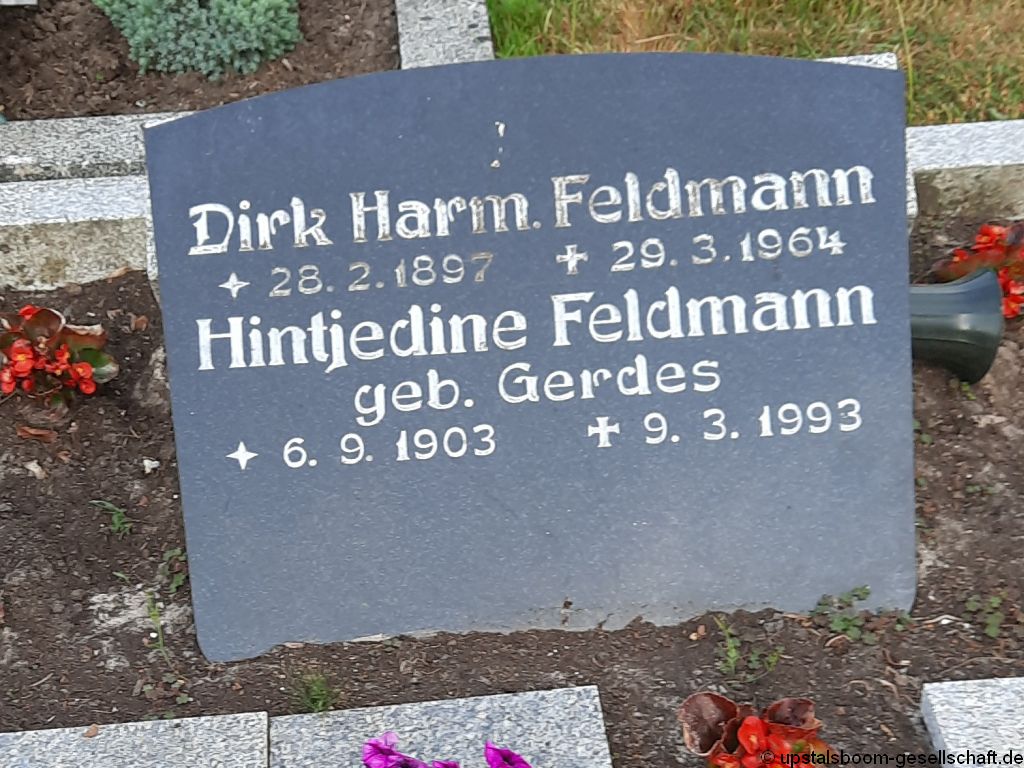 Dirk Harm. Feldmann
28. 2. 1897 29. 3. 1964
Hintjedine Feldmann
geb. Gerdes
6. 9. 1903 9. 3. 1993
© upstalsboom-gesellschaft.de